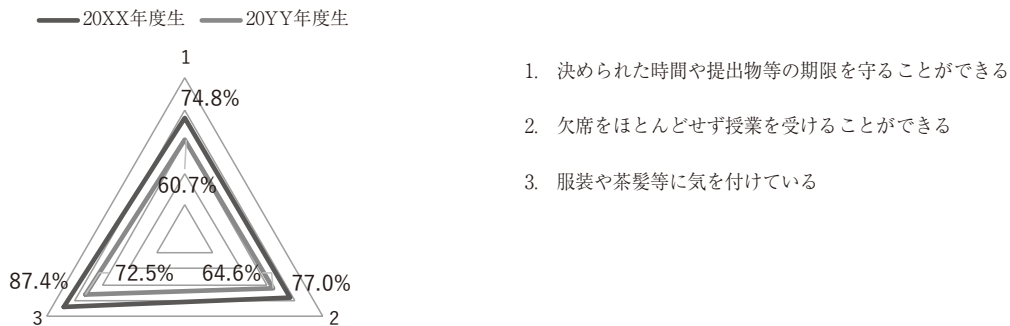 20XX年度生 20YY年度生
1
74.8%
60.7%
87.4% 72.5% 64.6% 77.0%
3 2
1. 決められた時間や提出物等の期限を守ることができる
2. 欠席をほとんどせず授業を受けることができる
3. 服装や茶髪等に気を付けている